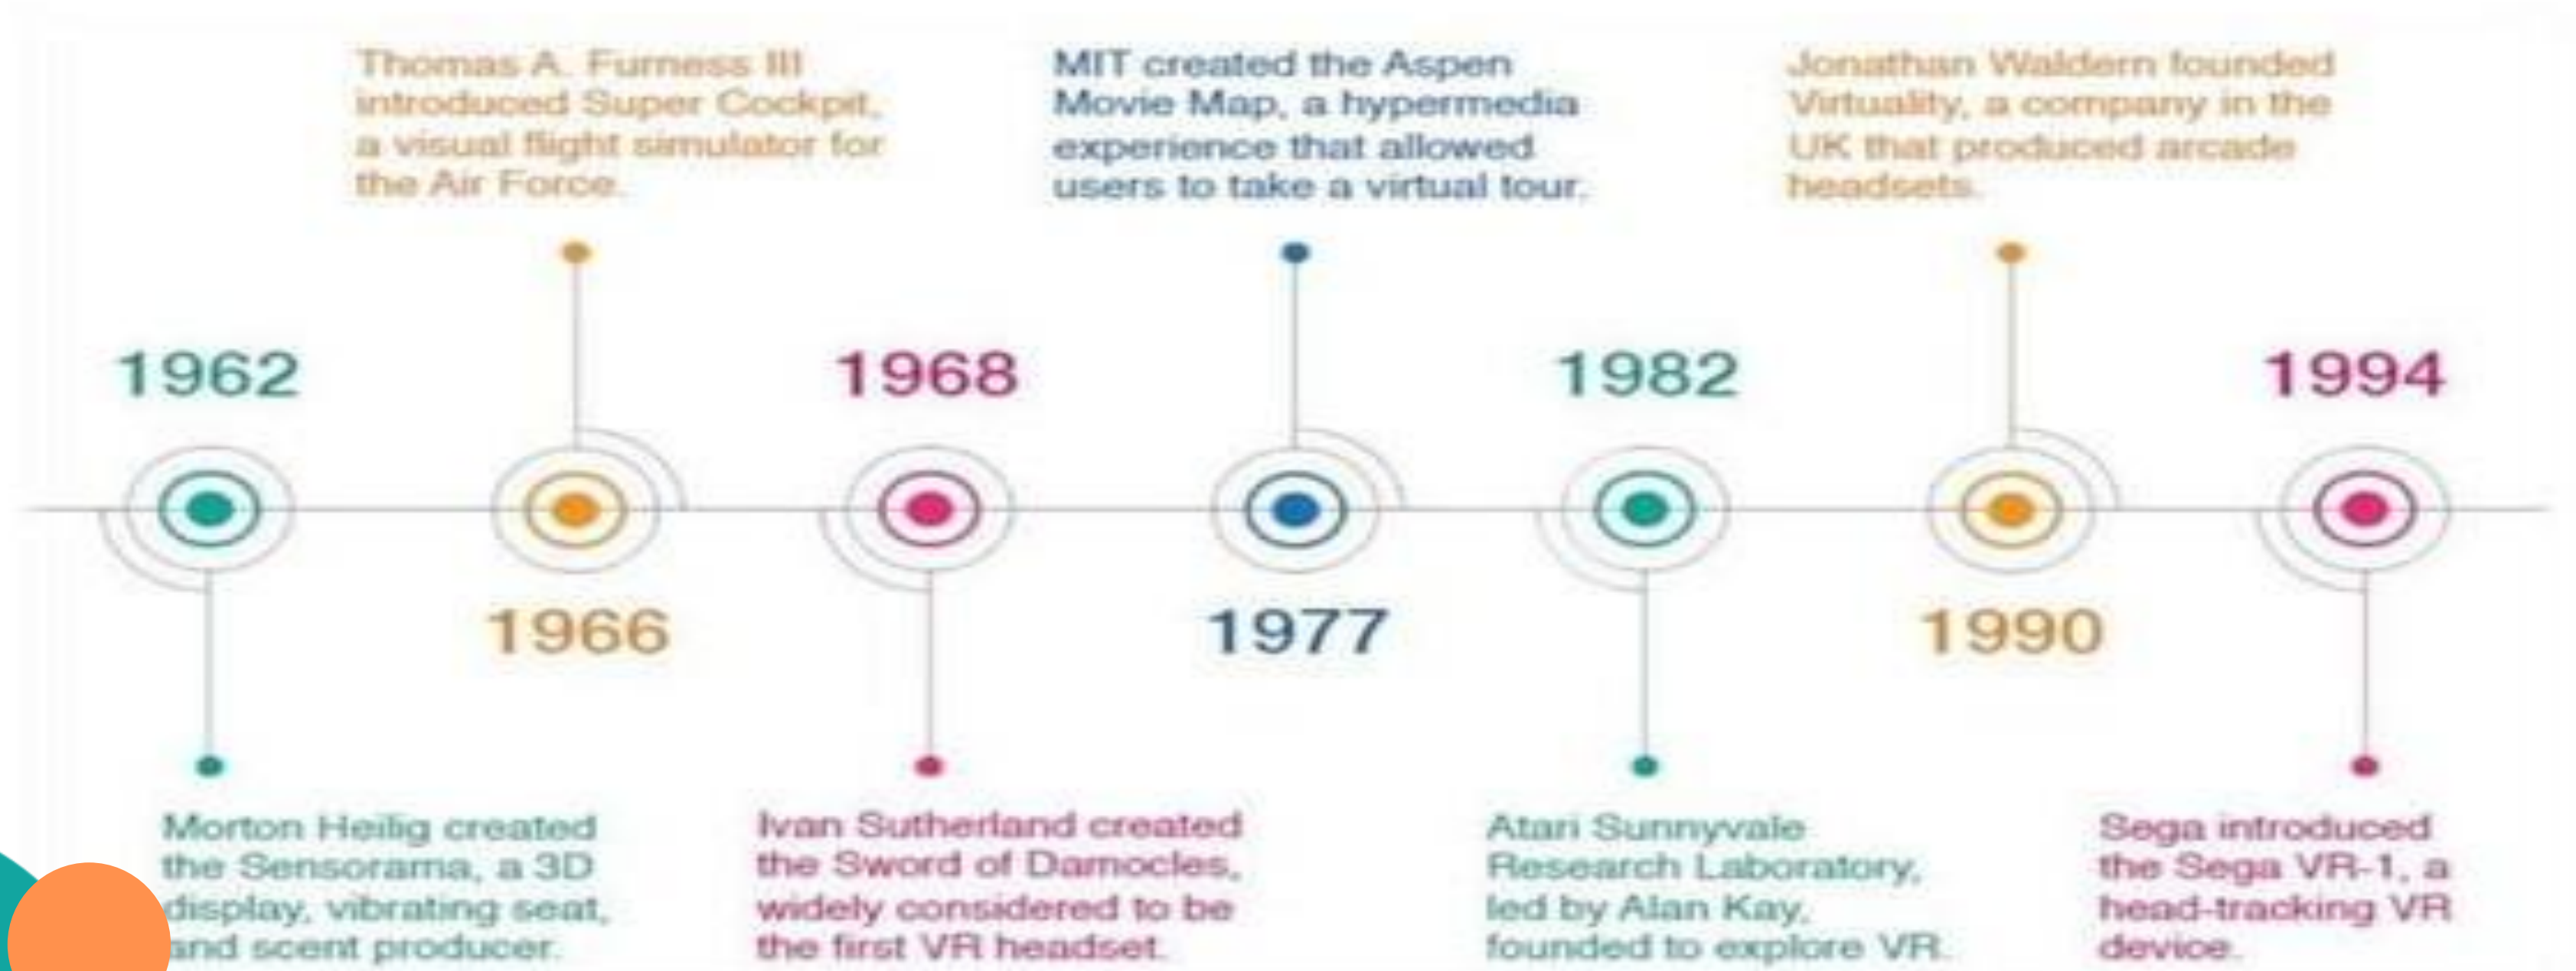 Thomas A. Furness III
introduced Super Cockpit,
a visual flight simulator for
the Air Force.
MIT created the Aspen
Movie Map, a hypermedia
experience that allowed
users to take a virtual tour.
Jonathan Waldern founded
Virtuality, a company in the
UK that produced arcade
headsets.
1962
1968
1982
1994
1966
1977
1990
Morton Heilig created
the Sensorama, a 3D
display, vibrating seat,
and scent producer.
Ivan Sutherland created
the Sword of Damocles,
widely considered to be
the first VR headset.
Atari Sunnyvale
Research Laboratory,
led by Alan Kay,
founded to explore VR.
Sega introduced
the Sega VR-1, a
head-tracking VR
device.